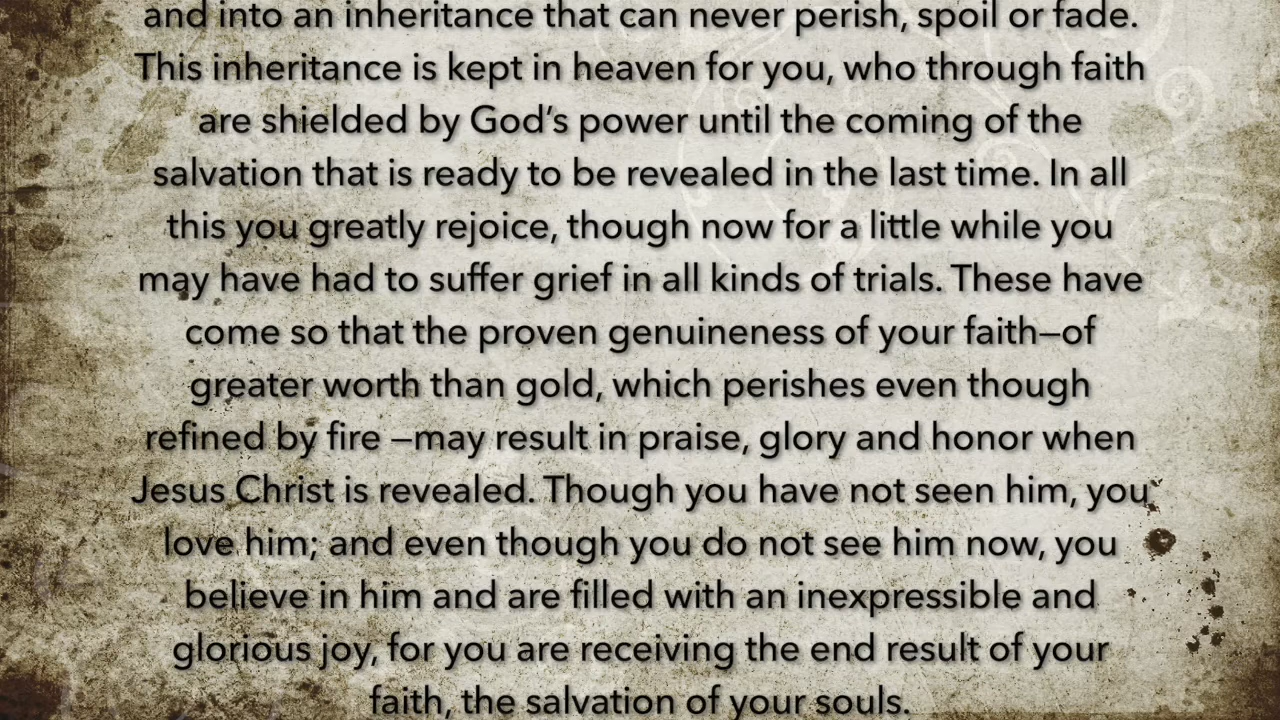 and into an inheritance that can never perish, spoil or fade.
This inheritance is kept in heaven for you, who through faith
are shielded by God’s power until the coming of the
salvation that is ready to be revealed in the last time. In all
this you greatly rejoice, though now for a little while you
may have had to suffer grief in all kinds of trials. These have
come so that the proven genuineness of your faith—of
greater worth than gold, which perishes even though
refined by fire —may result in praise, glory and honor when
Jesus Christ is revealed. Though you have not seen him, you
love him; and even though you do not see him now, you
believe in him and are filled with an inexpressible and
glorious joy, for you are receiving the end result of your
faith, the salvation of your souls.